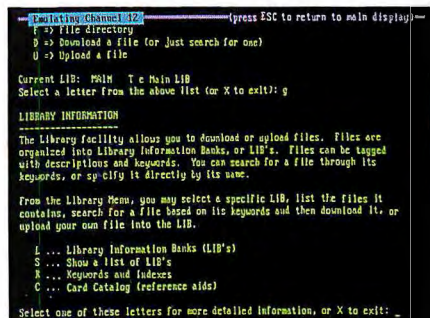 Emulating Channel 12 (press ESC to return to main display)
F => File directory
D => Download a file (or just search for one)
U => Upload a file
Current LIB: MAIN T e Main LIB
Select a letter from the above list (or X to exit): g
LIBRARY INFORMATION
-------------------
The Library facility allows you to download or upload files. Files are
organized into Library Information Banks, or LIB's. Files can be tagged
with descriptions and keywords. You can search for a file through its
keywords, or sp cify it directly by its name.
From the Library Menu, you may select a specific LIB, list the files it
contains, search for a file based on its keywords and then download it, or
upload your own file into the LIB.
L ... Library Information Banks (LIB's)
S ... Show a list of LIB's
K ... Keywords and Indexes
C ... Card Catalog (reference aids)
Select one of these letters for more detailed information, or X to exit: _